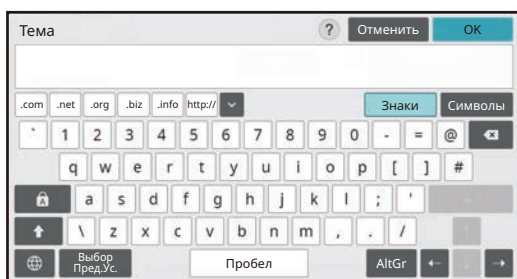 Тема ? Отменить OK
.com .net .org .biz .info http://
Знаки Символы
` 1 2 3 4 5 6 7 8 9 0 - = @
q w e r t y u i o p [ ] #
a s d f g h j k l ; '
\ z x c v b n m , . /
Выбор
Пред.Ус.
Пробел AltGr